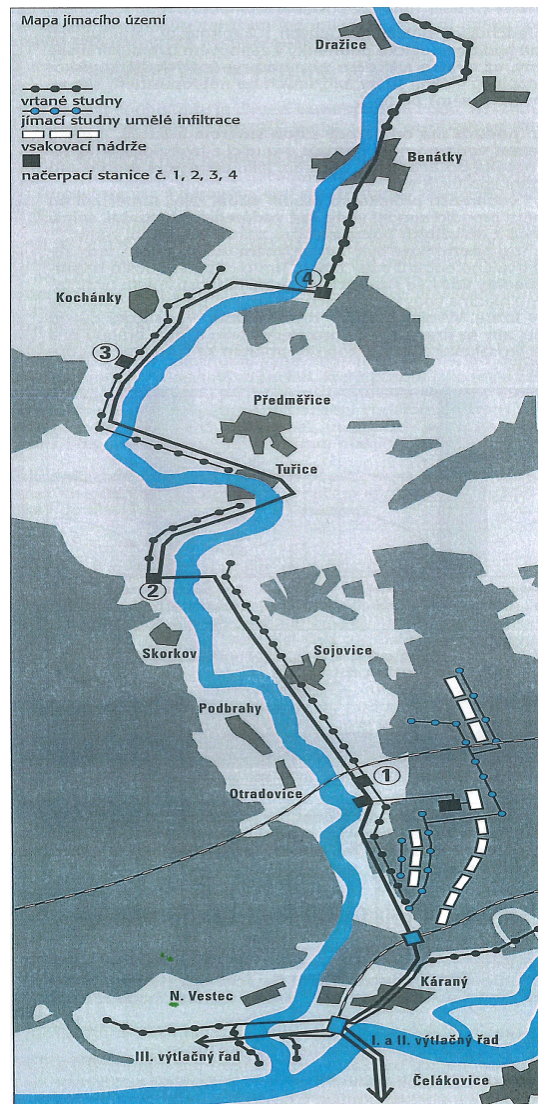 Mapa jímacího území
vrtané studny
jímací studny umělé infiltrace
vsakovací nádrže
načerpací stanice č. 1, 2, 3, 4
Dražice
Benátky
4
Kochánky
3
Předměřice
Tuřice
2
Skorkov
Sojovice
Podbrahy
1
Otradovice
Káraný
N. Vestec
I. a II. výtlačný řad
III. výtlačný řad
Čelákovice